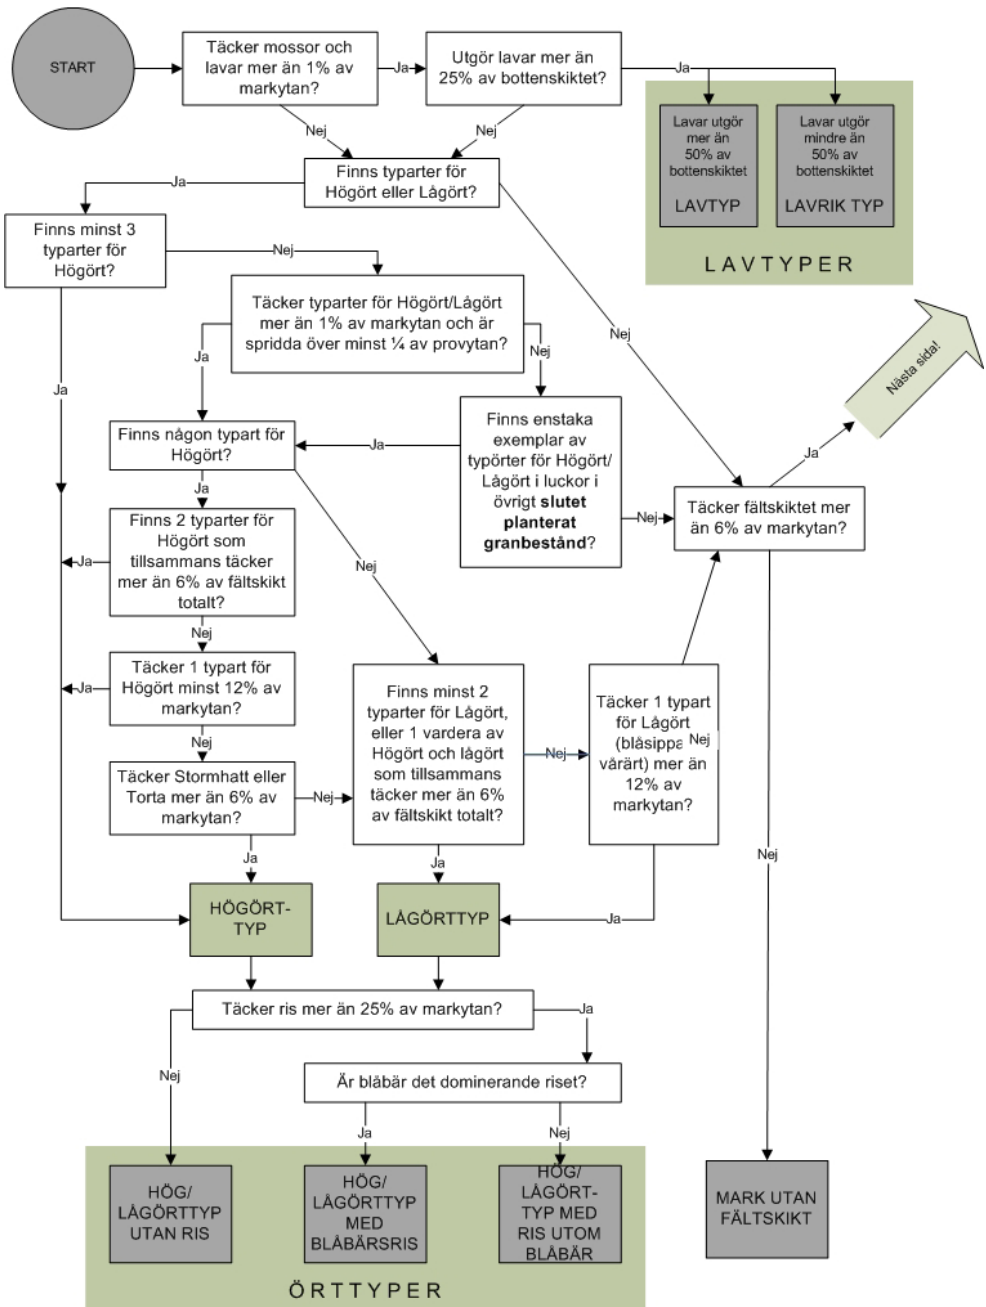 START
Täcker mossor och
lavar mer än 1% av
markytan?
Ja
Utgör lavar mer än
25% av bottenskiktet?
Ja
Nej
Nej
Lavar utgör
mer än
50% av
bottenskiktet
LAVTYP
Lavar utgör
mindre än
50% av
bottenskiktet
LAVRIK TYP
LAVTYPER
Finns typarter för
Högört eller Lågört?
Ja
Nej
Finns minst 3
typarter för
Högört?
Nej
Ja
Täcker typarter för Högört/Lågört
mer än 1% av markytan och är
spridda över minst ¼ av provytan?
Ja
Nej
Nästa sida!
Finns någon typart för
Högört?
Ja
Finns enstaka
exemplar av
typörter för Högört/
Lågört i luckor i
övrigt slutet
planterat
granbestånd?
Nej
Ja
Täcker fältskiktet mer
än 6% av markytan?
Ja
Nej
Finns 2 typarter för
Högört som
tillsammans täcker
mer än 6% av fältskikt
totalt?
Ja
Nej
Nej
Täcker 1 typart för
Högört minst 12% av
markytan?
Ja
Nej
Täcker Stormhatt eller
Torta mer än 6% av
markytan?
Nej
Ja
Finns minst 2
typarter för Lågört,
eller 1 vardera av
Högört och lågört
som tillsammans
täcker mer än 6%
av fältskikt totalt?
Nej
Ja
Täcker 1 typart
för Lågört
(blåsippa
Nej
vårärt) mer än
12% av
markytan?
Ja
HÖGÖRT-
TYP
LÅGÖRTTYP
Täcker ris mer än 25% av markytan?
Ja
Nej
Är blåbär det dominerande riset?
Ja
Nej
HÖG/
LÅGÖRTTYP
UTAN RIS
HÖG/
LÅGÖRTTYP
MED
BLÅBÄRSRIS
HÖG/
LÅGÖRT-
TYP MED
RIS UTOM
BLÅBÄR
MARK UTAN
FÄLTSKIKT
ÖRTTYPER